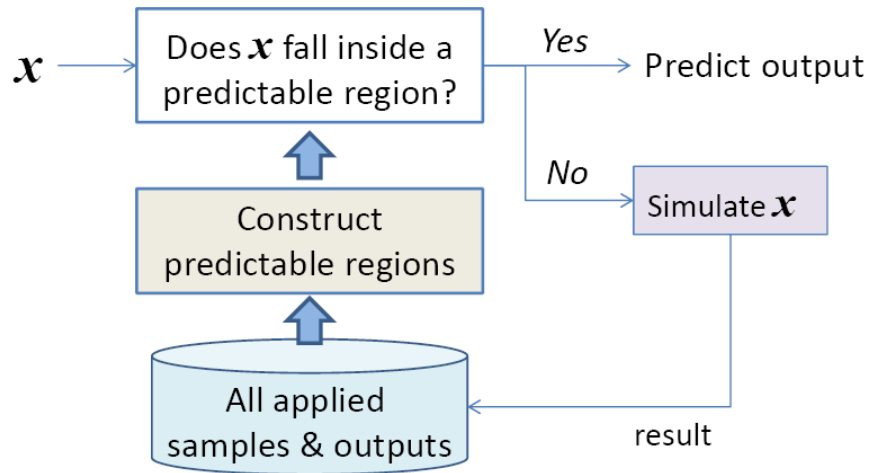 x
Does x fall inside a
predictable region?
Yes
Predict output
No
Simulate x
Construct
predictable regions
All applied
samples & outputs
result